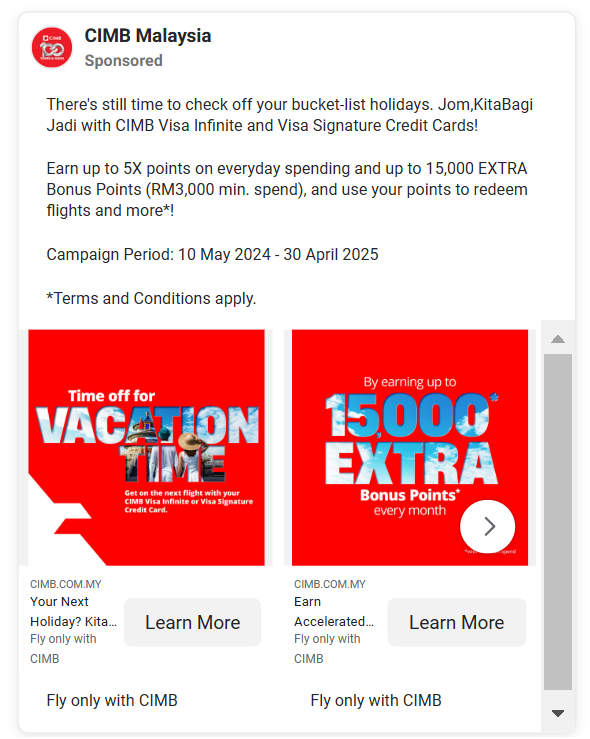 CIMB Malaysia
Sponsored
There's still time to check off your bucket-list holidays. Jom,KitaBagi
Jadi with CIMB Visa Infinite and Visa Signature Credit Cards!
Earn up to 5X points on everyday spending and up to 15,000 EXTRA
Bonus Points (RM3,000 min. spend), and use your points to redeem
flights and more*!
Campaign Period: 10 May 2024 - 30 April 2025
*Terms and Conditions apply.
Time off for
VACATION
TIME
Get on the next flight with your
CIMB Visa Infinite or Visa Signature
Credit Card.
By earning up to
15,000*
EXTRA
Bonus Points*
every month
CIMB.COM.MY
Your Next
Holiday? Kita...
Fly only with
CIMB
Learn More
CIMB.COM.MY
Earn
Accelerated...
Fly only with
CIMB
Learn More
Fly only with CIMB
Fly only with CIMB